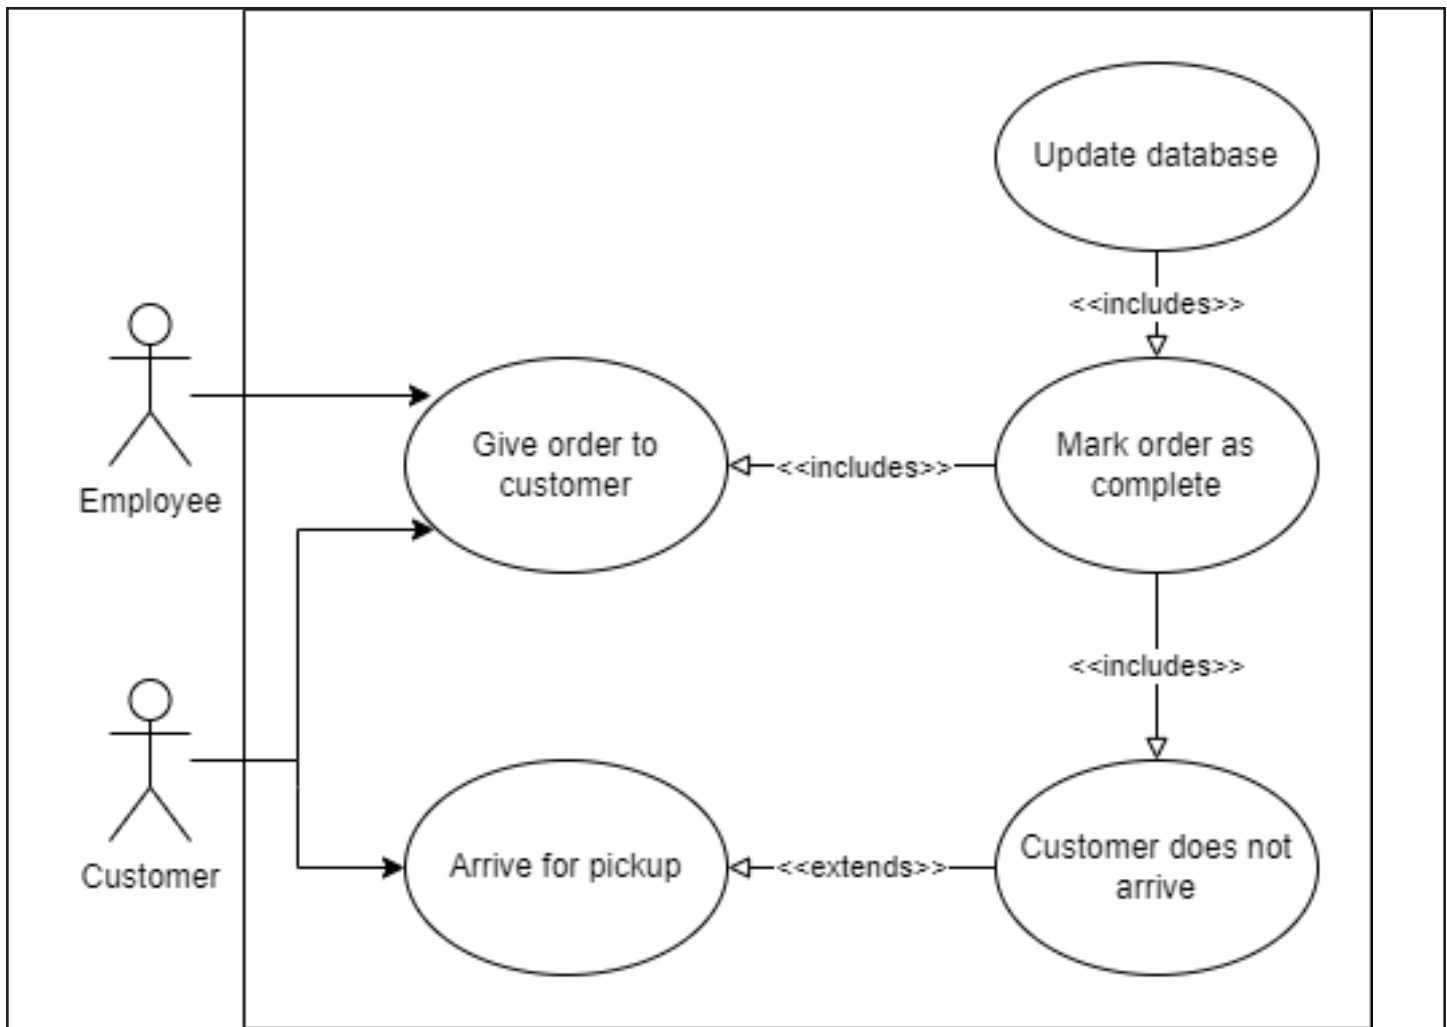 Update database
<<includes>>
Employee
Give order to
customer
<<includes>>
Mark order as
complete
<<includes>>
Customer
Arrive for pickup
<<extends>>
Customer does not
arrive